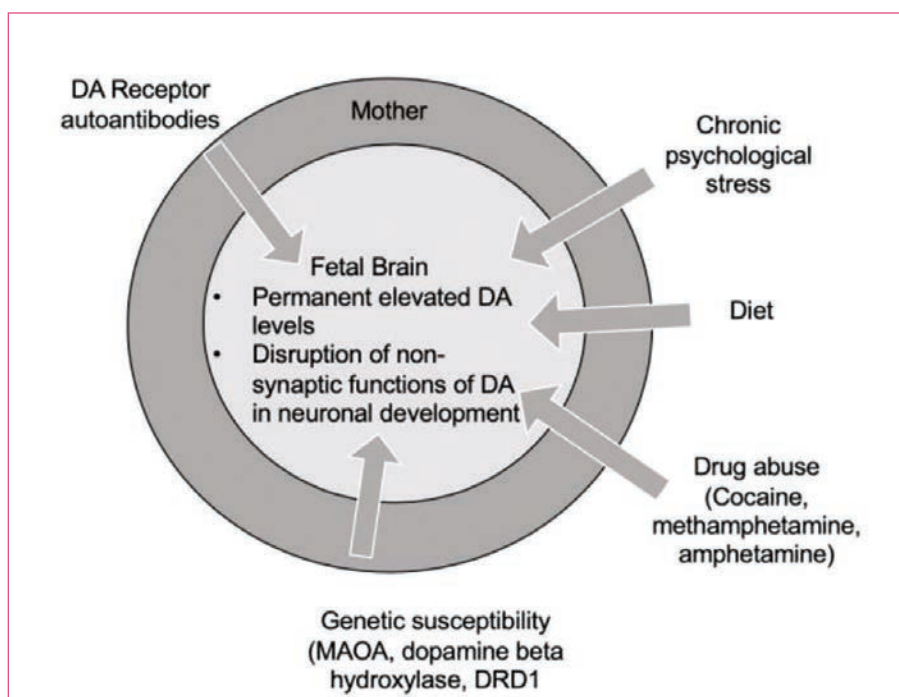 DA Receptor
autoantibodies
Mother
Chronic
psychological
stress
Fetal Brain
• Permanent elevated DA
levels
• Disruption of non-
synaptic functions of DA
in neuronal development
Diet
Drug abuse
(Cocaine,
methamphetamine,
amphetamine)
Genetic susceptibility
(MAOA, dopamine beta
hydroxylase, DRD1